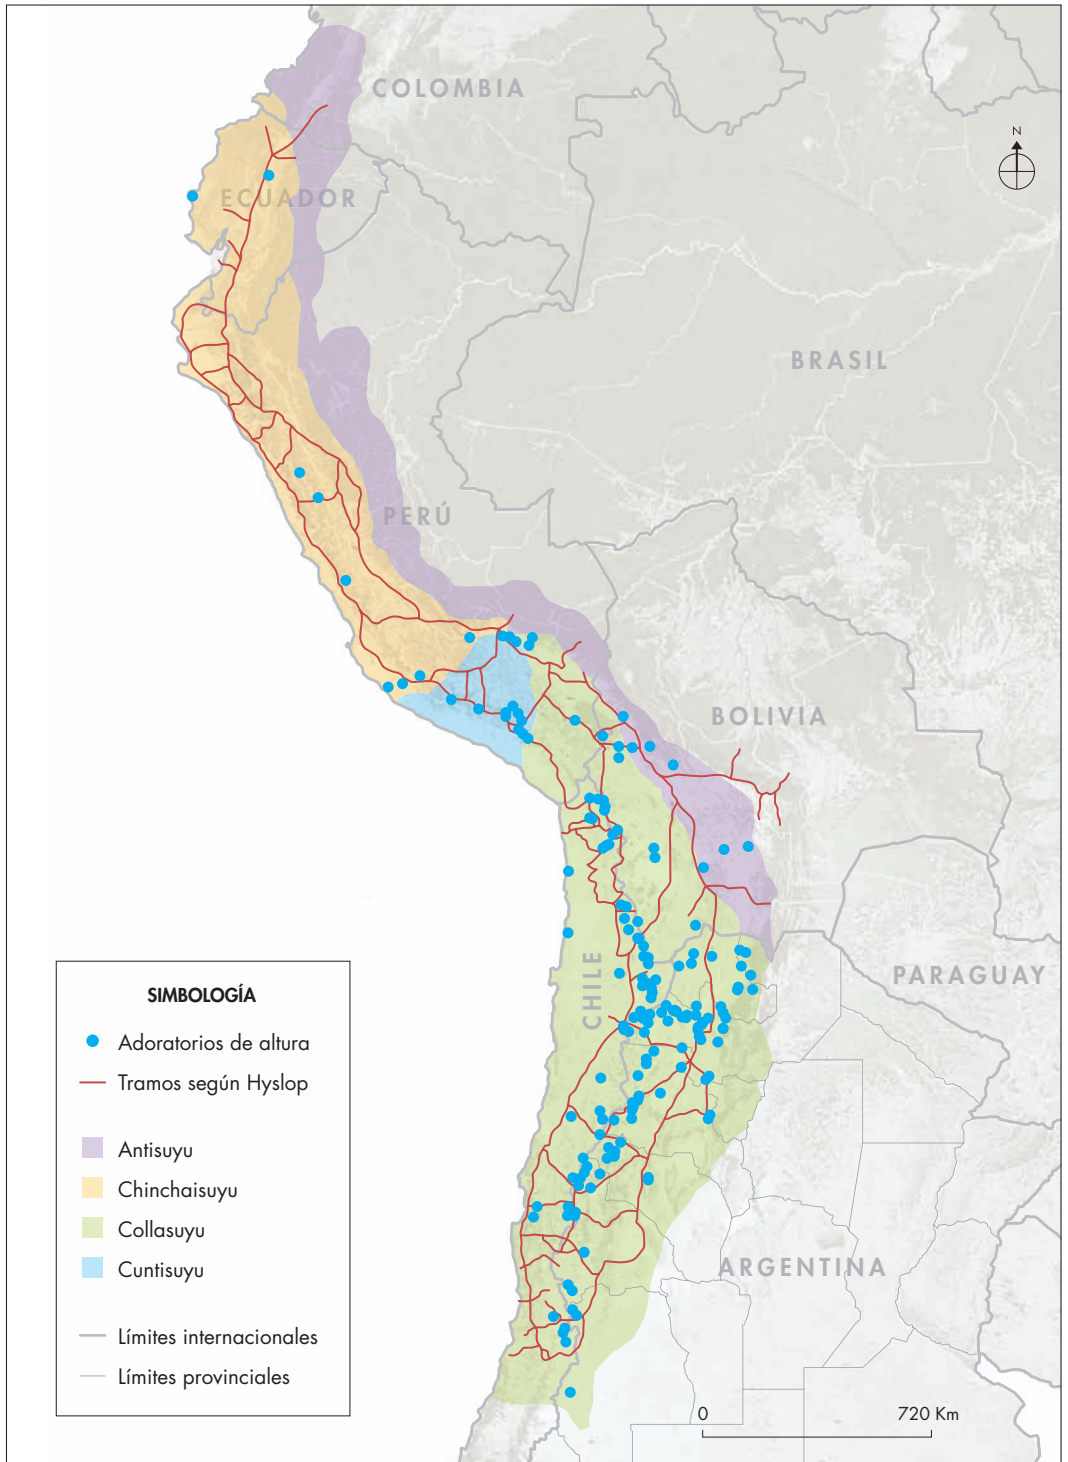 COLOMBIA
N
ECUADOR
BRASIL
PERÚ
BOLIVIA
PARAGUAY
CHILE
ARGENTINA
SIMBOLOGÍA
Adoratorios de altura
Tramos según Hyslop
Antisuyu
Chinchaisuyu
Collasuyu
Cuntisuyu
Límites internacionales
Límites provinciales
0 720 Km